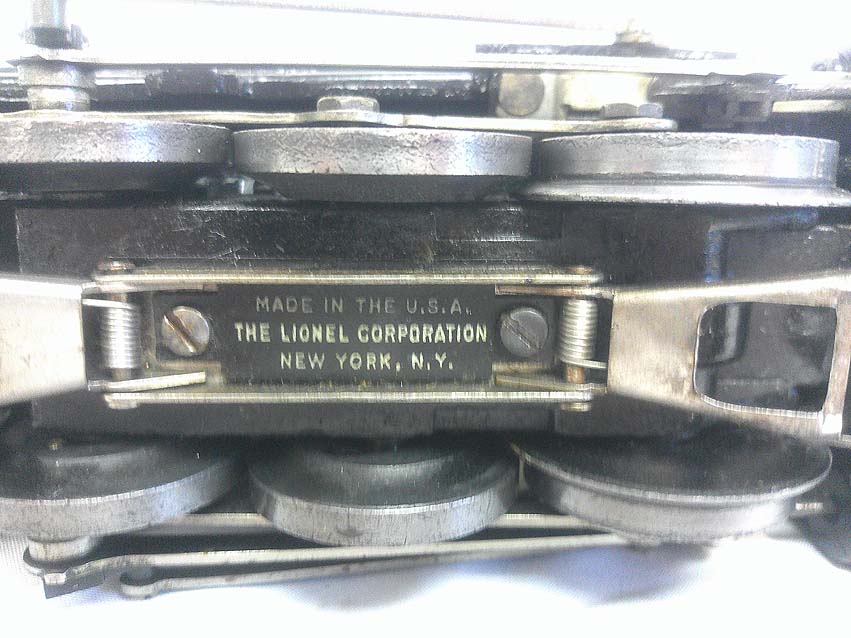 MADE IN THE U.S.A.
THE LIONEL CORPORATION
NEW YORK, N.Y.